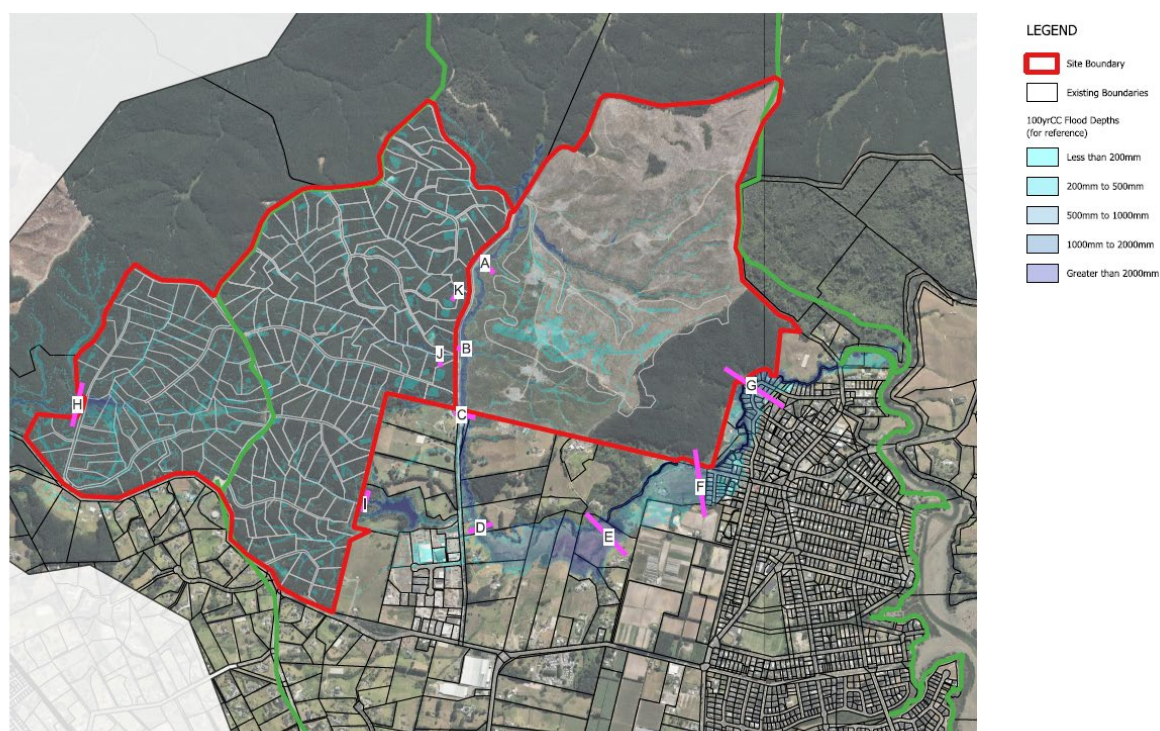 LEGEND
Site Boundary
Existing Boundaries
100yrCC Flood Depths
(for reference)
Less than 200mm
200mm to 500mm
500mm to 1000mm
1000mm to 2000mm
Greater than 2000mm
A
K
B
J
G
H
C
F
I
D
E